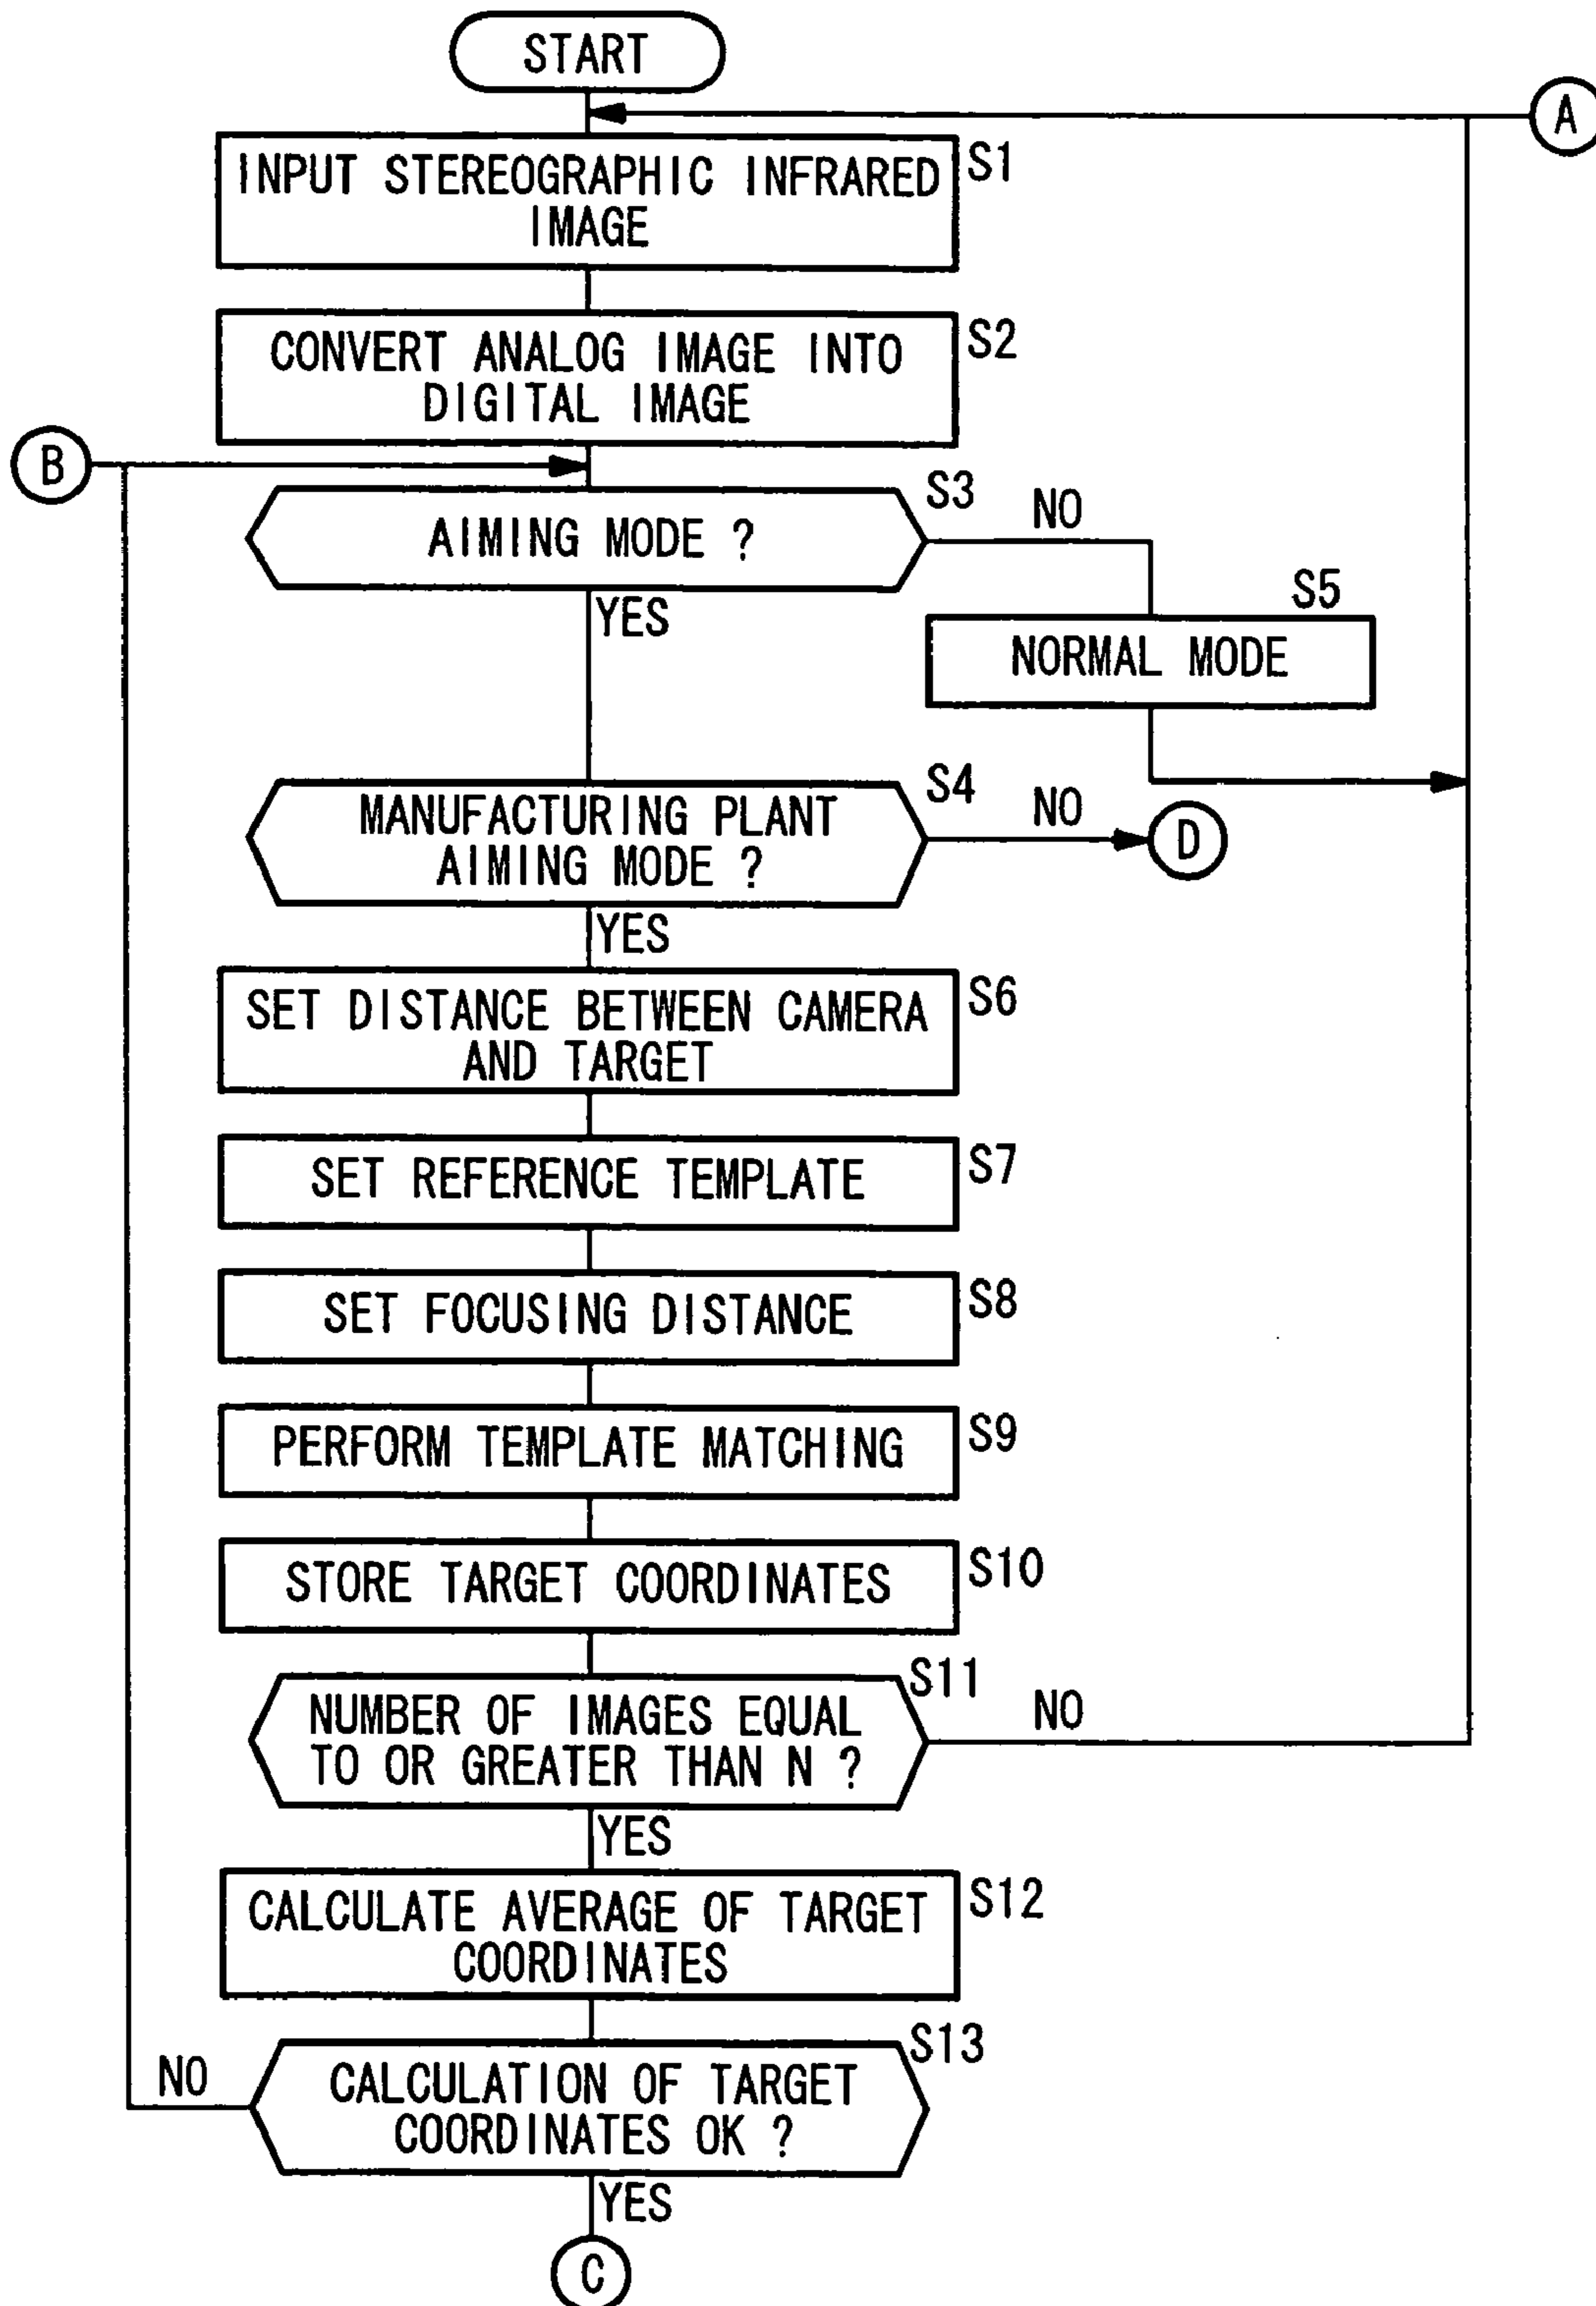 START
A
INPUT STEREOGRAPHIC INFRARED
IMAGE
S1
CONVERT ANALOG IMAGE INTO
DIGITAL IMAGE
S2
B
AIMING MODE ?
S3
NO
YES
S5
NORMAL MODE
MANUFACTURING PLANT
AIMING MODE ?
S4
NO
D
YES
SET DISTANCE BETWEEN CAMERA
AND TARGET
S6
SET REFERENCE TEMPLATE
S7
SET FOCUSING DISTANCE
S8
PERFORM TEMPLATE MATCHING
S9
STORE TARGET COORDINATES
S10
NUMBER OF IMAGES EQUAL
TO OR GREATER THAN N ?
S11
NO
YES
CALCULATE AVERAGE OF TARGET
COORDINATES
S12
NO
CALCULATION OF TARGET
COORDINATES OK ?
S13
YES
C